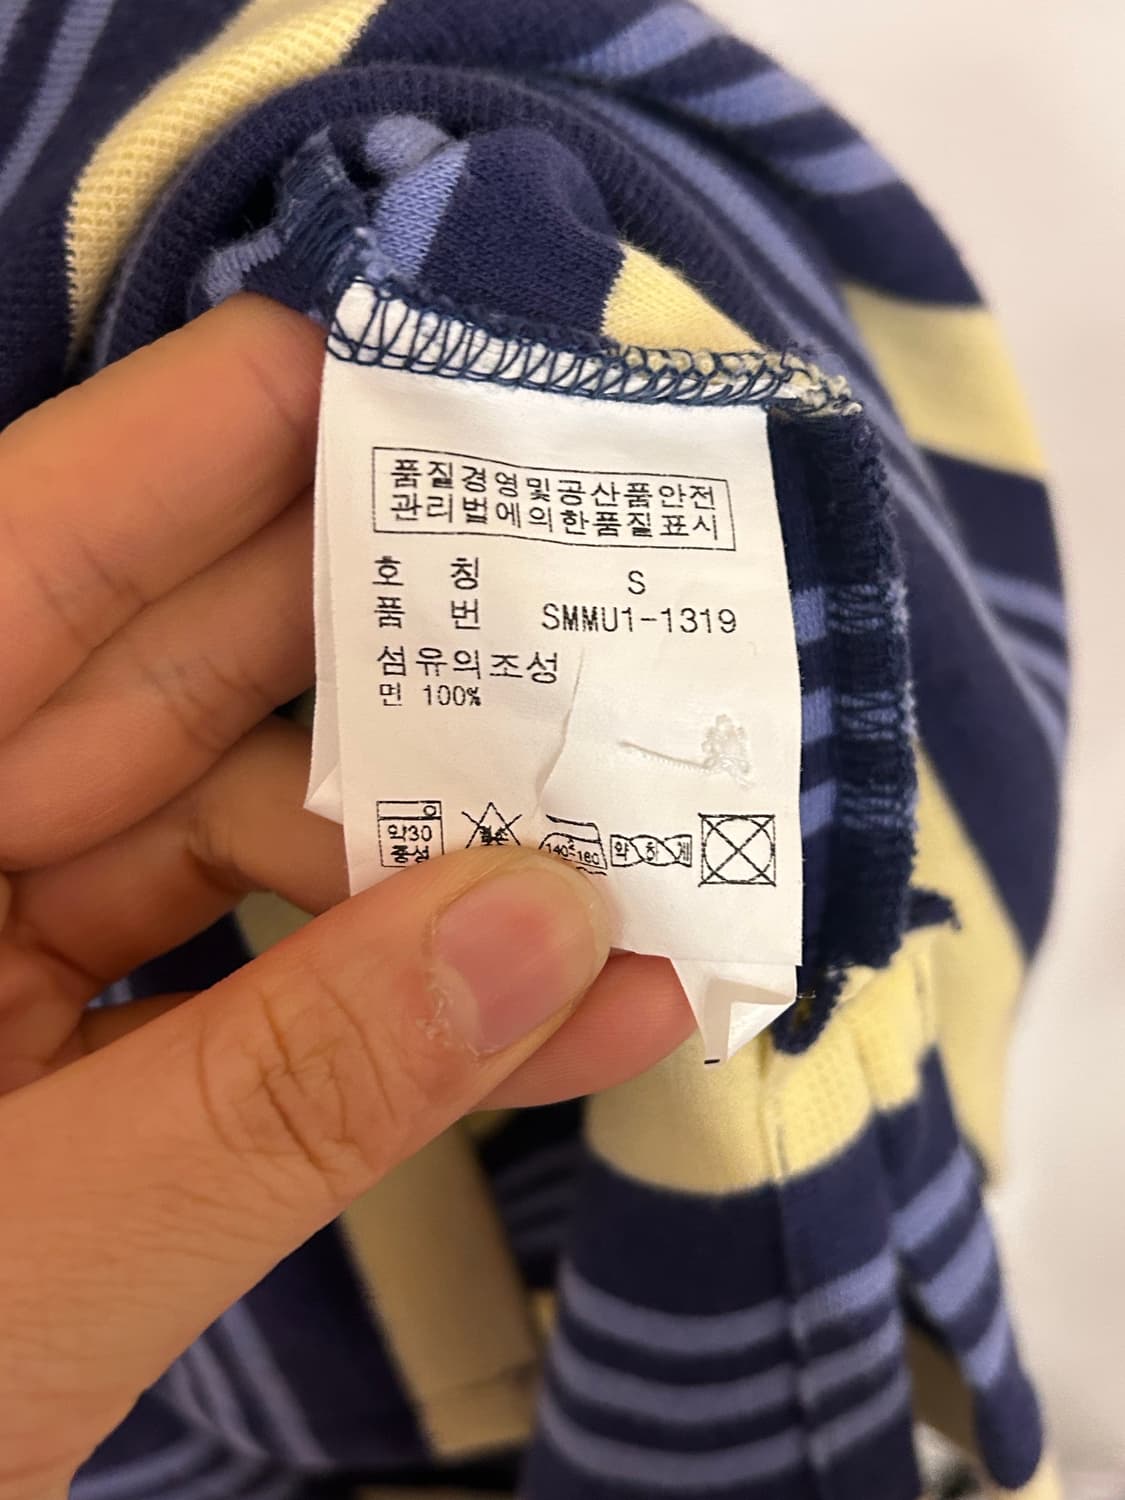 품질경영및공산품안전
관리법에의한품질표시
호 칭 S
품 번 SMMU1-1319
섬유의조성
면 100%
약30
중성
140~160
약하게